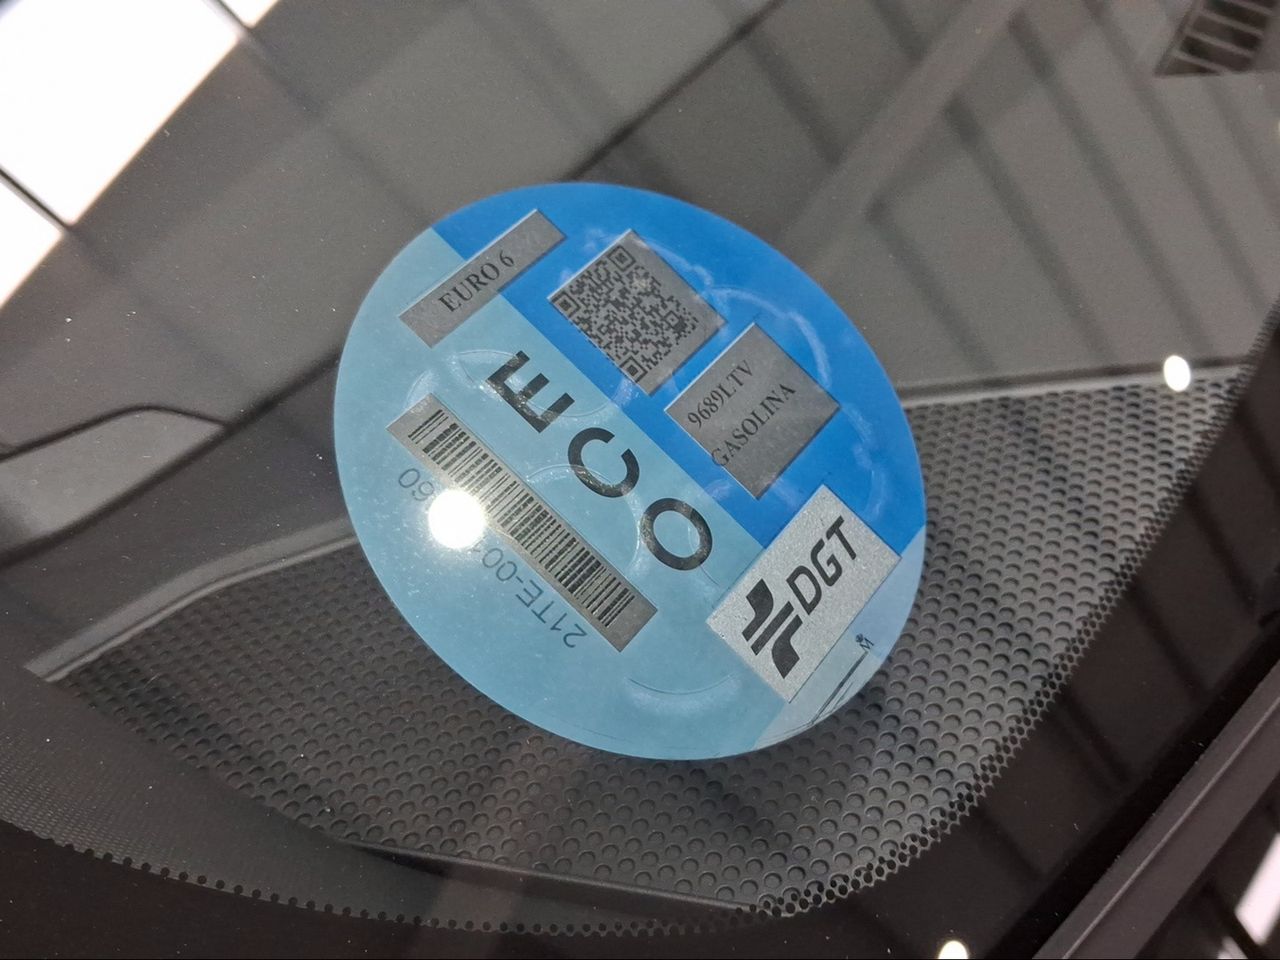 EURO 6
9689LTV
GASOLINA
ECO
DGT
M